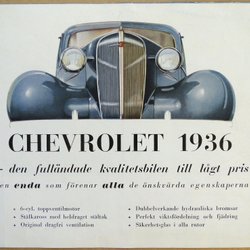 CHEVROLET 1936
- den fulländade kvalitetsbilen till lågt pris
en enda som förenar alla de önskvärda egenskaperna
• 6-cyl. toppventilmotor
• Stålkaross med heldraget ståltak
• Original dragfri ventilation
• Dubbelverkande hydrauliska bromsar
• Perfekt viktsfördelning och fjädring
• Säkerhetsglas i alla rutor